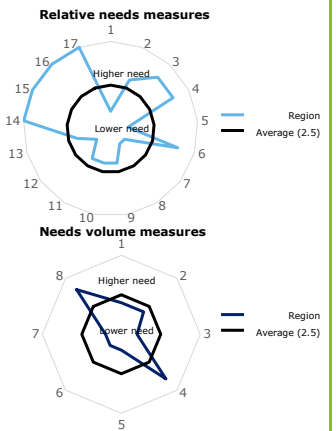 Relative needs measures
1
17
2
16
3
Higher need
15
4
14
Lower need
5
Region
Average (2.5)
13
6
12
7
11
8
10
9
Needs volume measures
1
8
2
Higher need
7
Lower need
3
Region
Average (2.5)
6
4
5